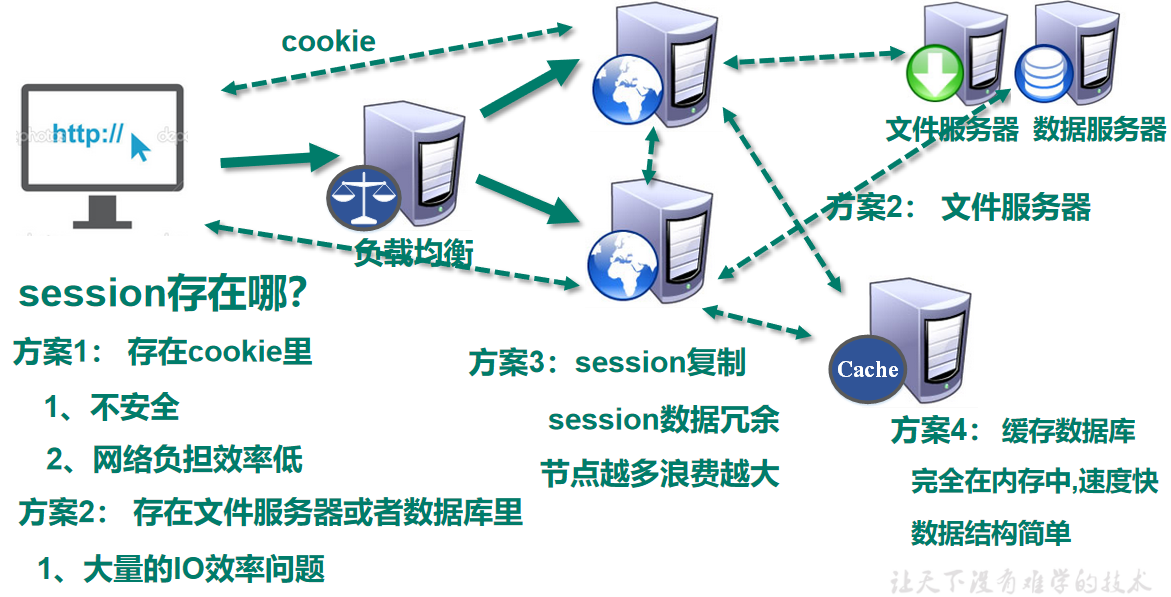 cookie
http://
文件服务器
数据服务器
方案2： 文件服务器
负载均衡
session存在哪？
方案1： 存在cookie里
1、不安全
2、网络负担效率低
方案2： 存在文件服务器或者数据库里
1、大量的IO效率问题
方案3：session复制
session数据冗余
节点越多浪费越大
Cache
方案4： 缓存数据库
完全在内存中,速度快
数据结构简单
让天下没有难学的技术